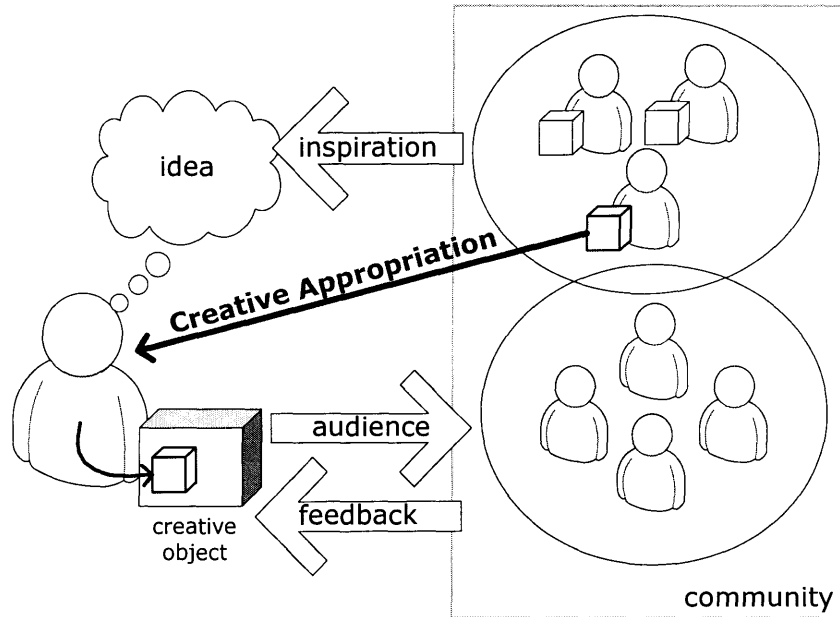 idea
inspiration
Creative Appropriation
audience
feedback
creative
object
community